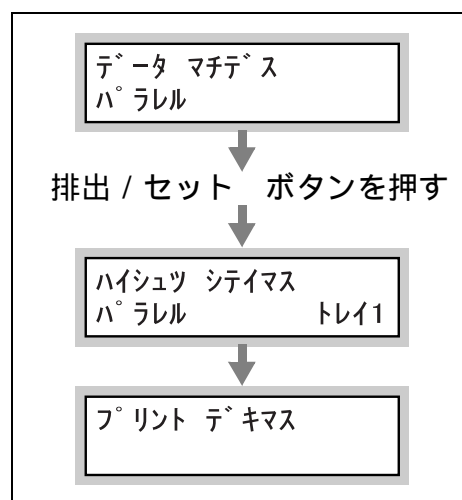 データ マチデス
パラレル
排出 / セット ボタンを押す
ハイシュツ シテイマス
パラレル トレイ1
プリント デキマス